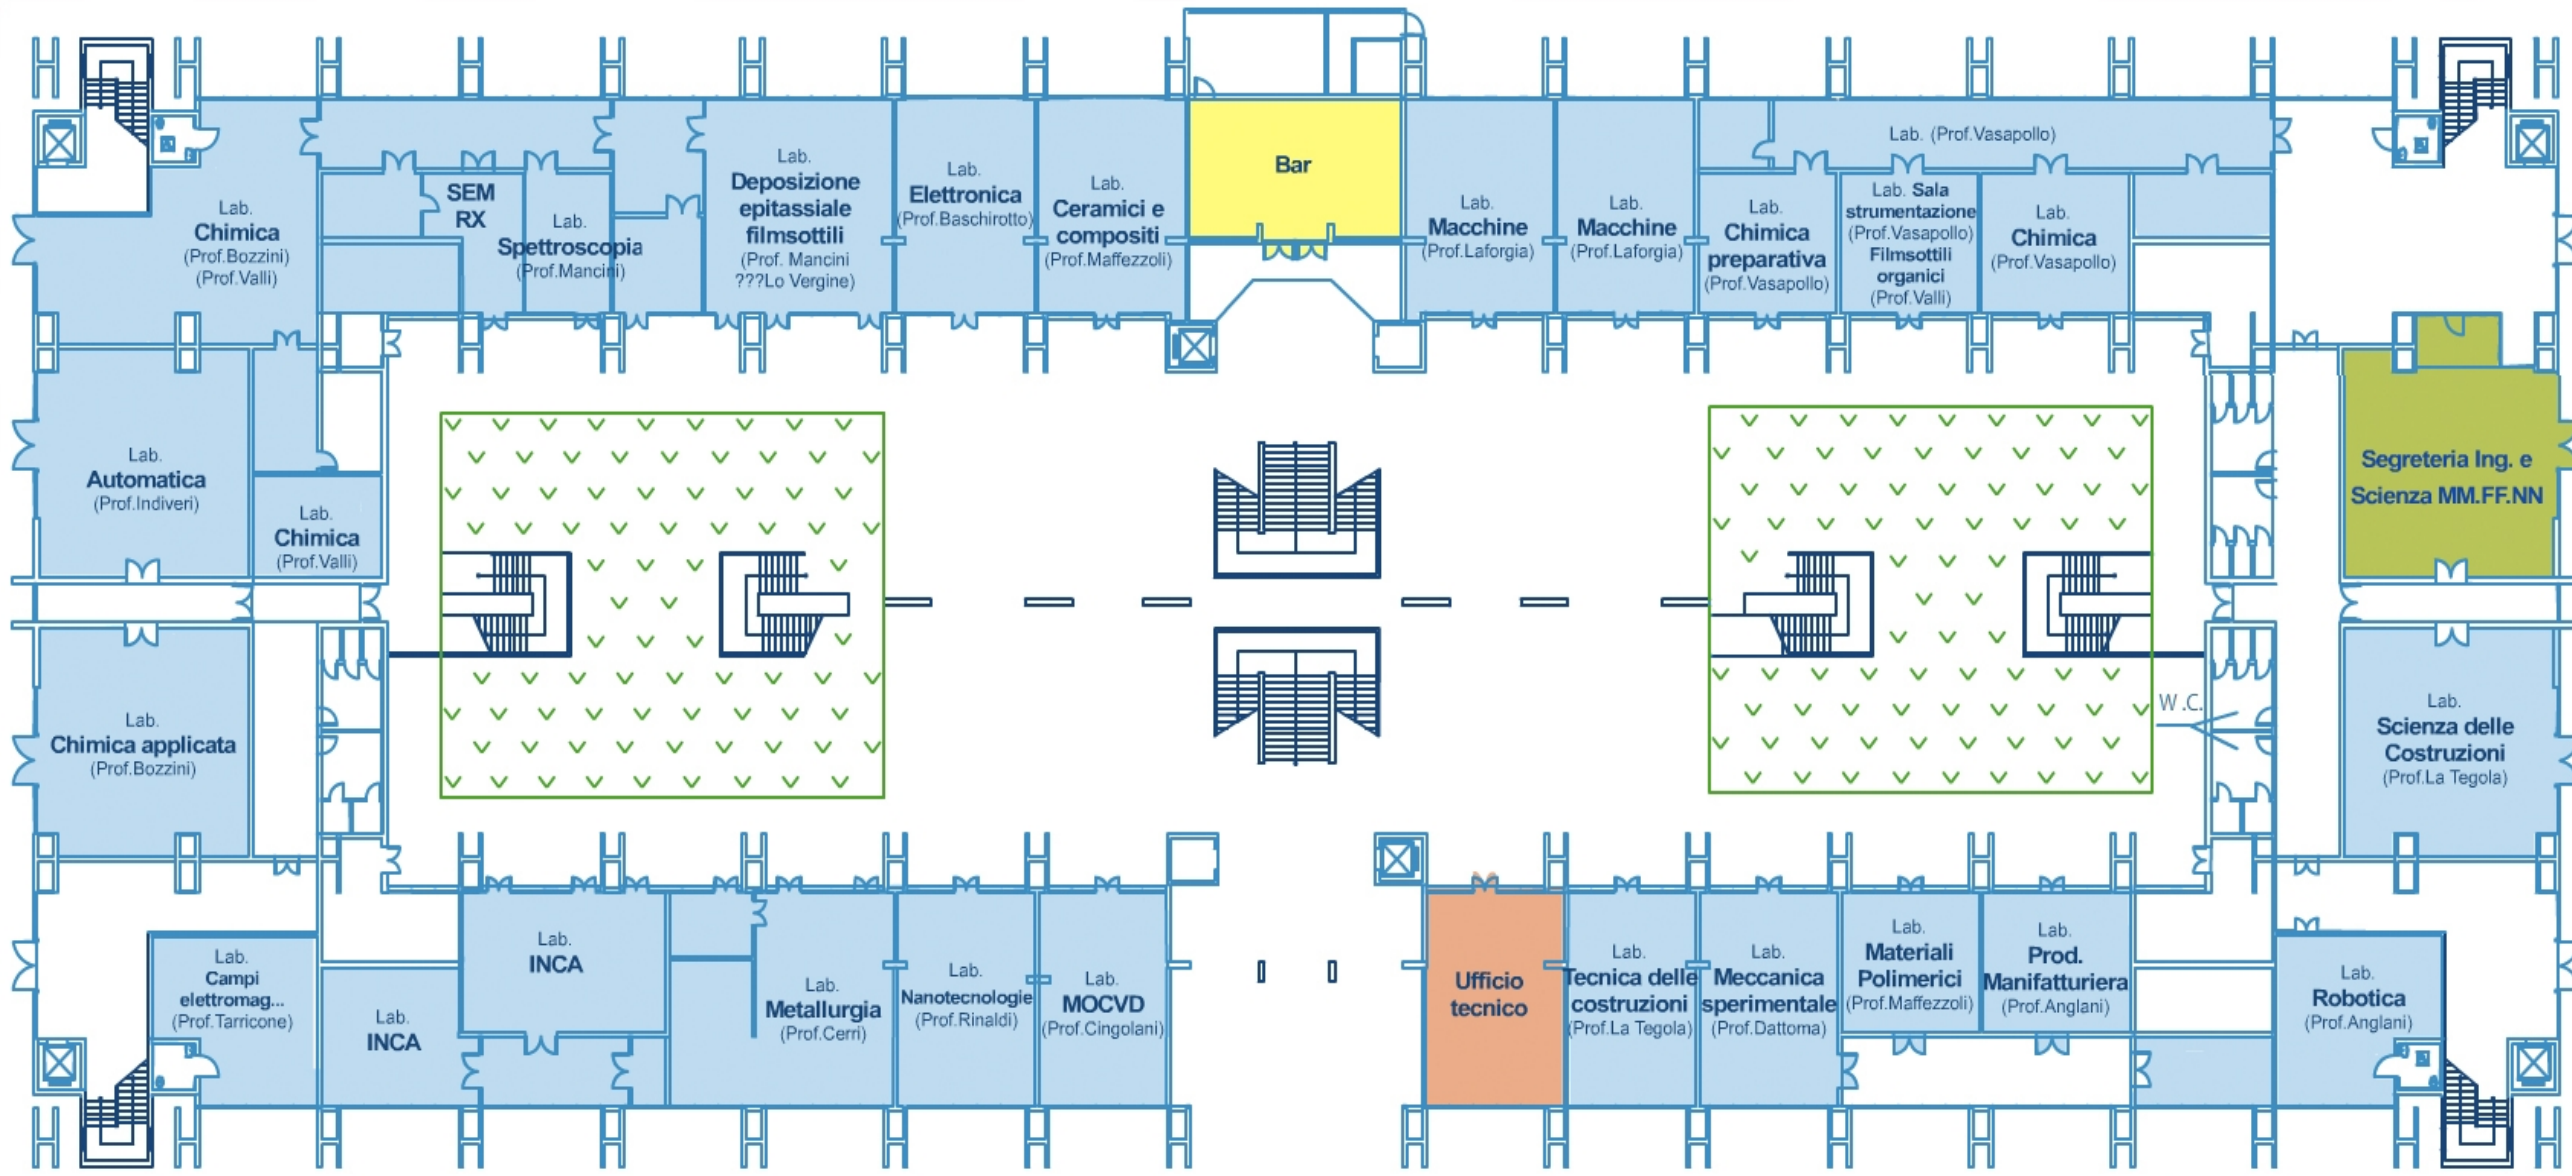 Lab.
Chimica
(Prof.Bozzini)
(Prof.Valli)
SEM
RX
Lab.
Spettroscopia
(Prof.Mancini)
Lab.
Deposizione
epitassiale
filmsottili
(Prof. Mancini
???Lo Vergine)
Lab.
Elettronica
(Prof.Baschirotto)
Lab.
Ceramici e
compositi
(Prof.Maffezzoli)
Bar
Lab.
Macchine
(Prof.Laforgia)
Lab.
Macchine
(Prof.Laforgia)
Lab. (Prof.Vasapollo)
Lab.
Chimica
preparativa
(Prof.Vasapollo)
Lab. Sala
strumentazione
(Prof.Vasapollo)
Filmsottili
organici
(Prof.Valli)
Lab.
Chimica
(Prof.Vasapollo)
Lab.
Automatica
(Prof.Indiveri)
Lab.
Chimica
(Prof.Valli)
Segreteria Ing. e
Scienza MM.FF.NN
Lab.
Chimica applicata
(Prof.Bozzini)
W.C.
Lab.
Scienza delle
Costruzioni
(Prof.La Tegola)
Lab.
Campi
elettromag...
(Prof.Tarricone)
Lab.
INCA
Lab.
INCA
Lab.
Metallurgia
(Prof.Cerri)
Lab.
Nanotecnologie
(Prof.Rinaldi)
Lab.
MOCVD
(Prof.Cingolani)
Ufficio
tecnico
Lab.
Tecnica delle
costruzioni
(Prof.La Tegola)
Lab.
Meccanica
sperimentale
(Prof.Dattoma)
Lab.
Materiali
Polimerici
(Prof.Maffezzoli)
Lab.
Prod.
Manifatturiera
(Prof.Anglani)
Lab.
Robotica
(Prof.Anglani)